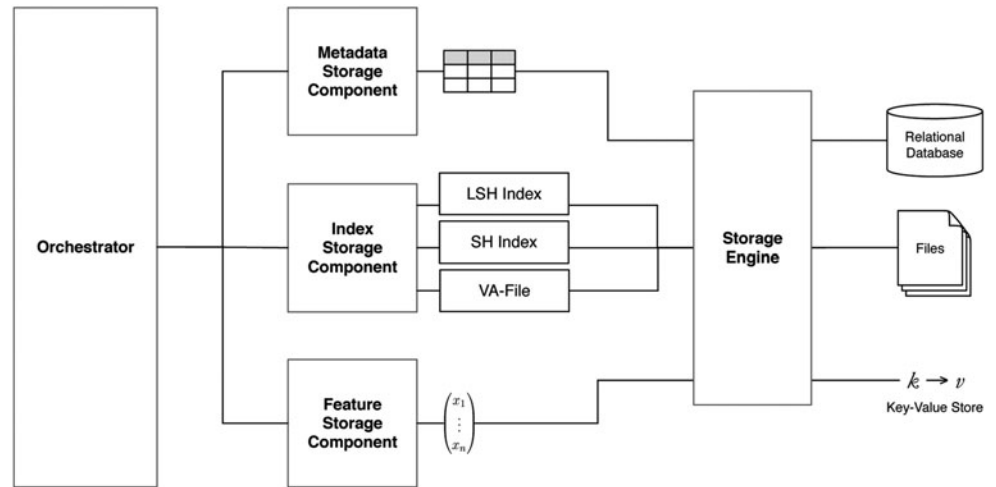 Orchestrator
Metadata
Storage
Component
Index
Storage
Component
LSH Index
SH Index
VA-File
Feature
Storage
Component
x₁
⋮
xₙ
Storage
Engine
Relational
Database
Files
k → v
Key-Value Store